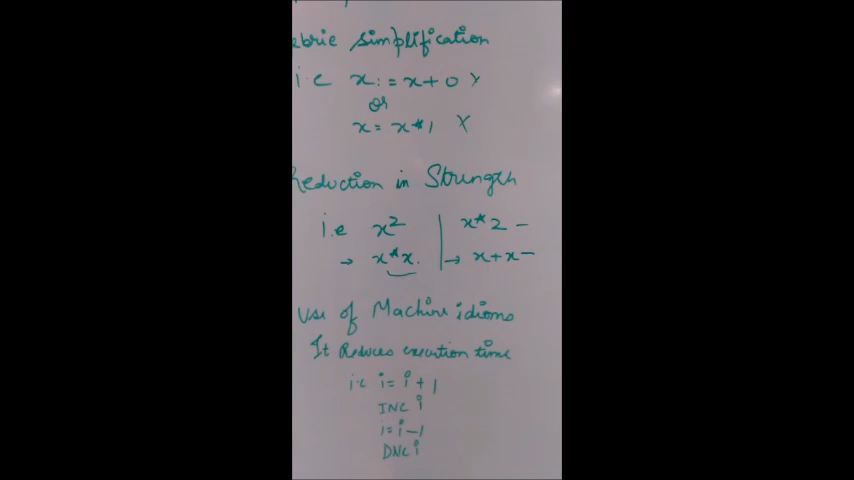 ebric simplification
i.e x := x+0 X
or
x = x*1 X
Reduction in Strength
i.e x² | x*2 -
→ x*x. | → x+x -
Use of Machine idioms
It Reduces execution time
i.e i = i + 1
INC i
i = i - 1
DNC i